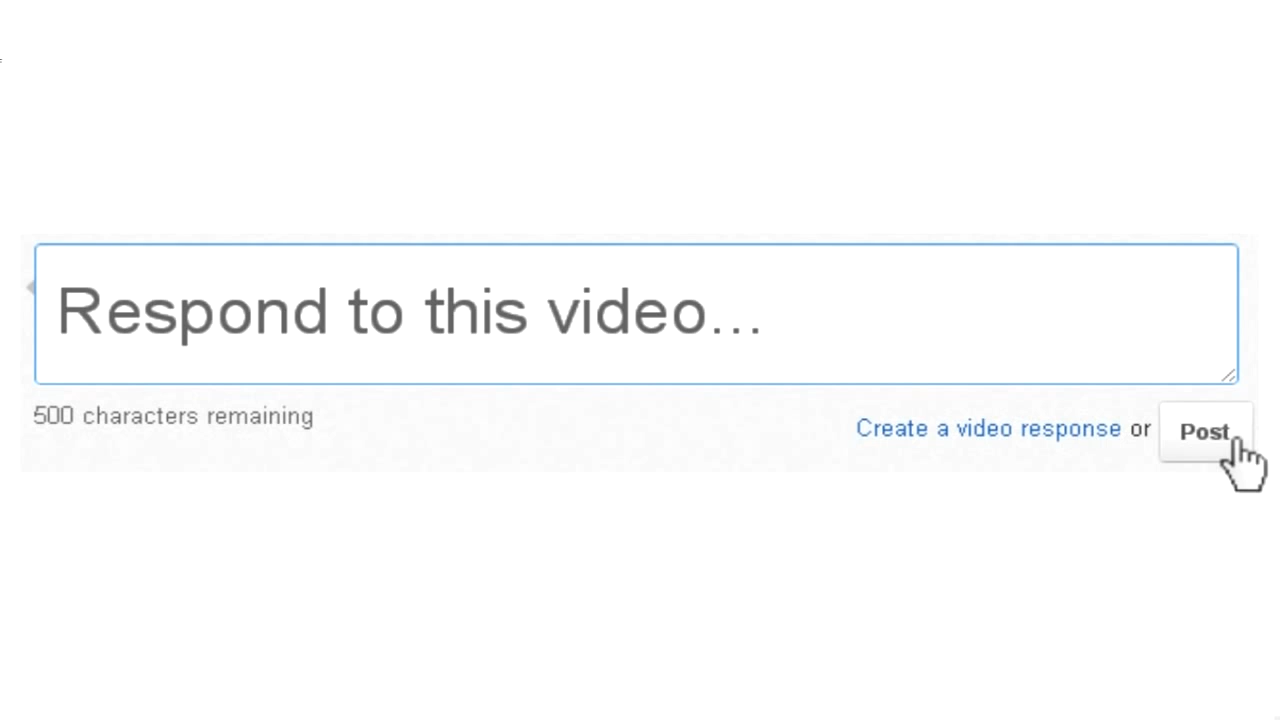 Respond to this video...
500 characters remaining
Create a video response or Post